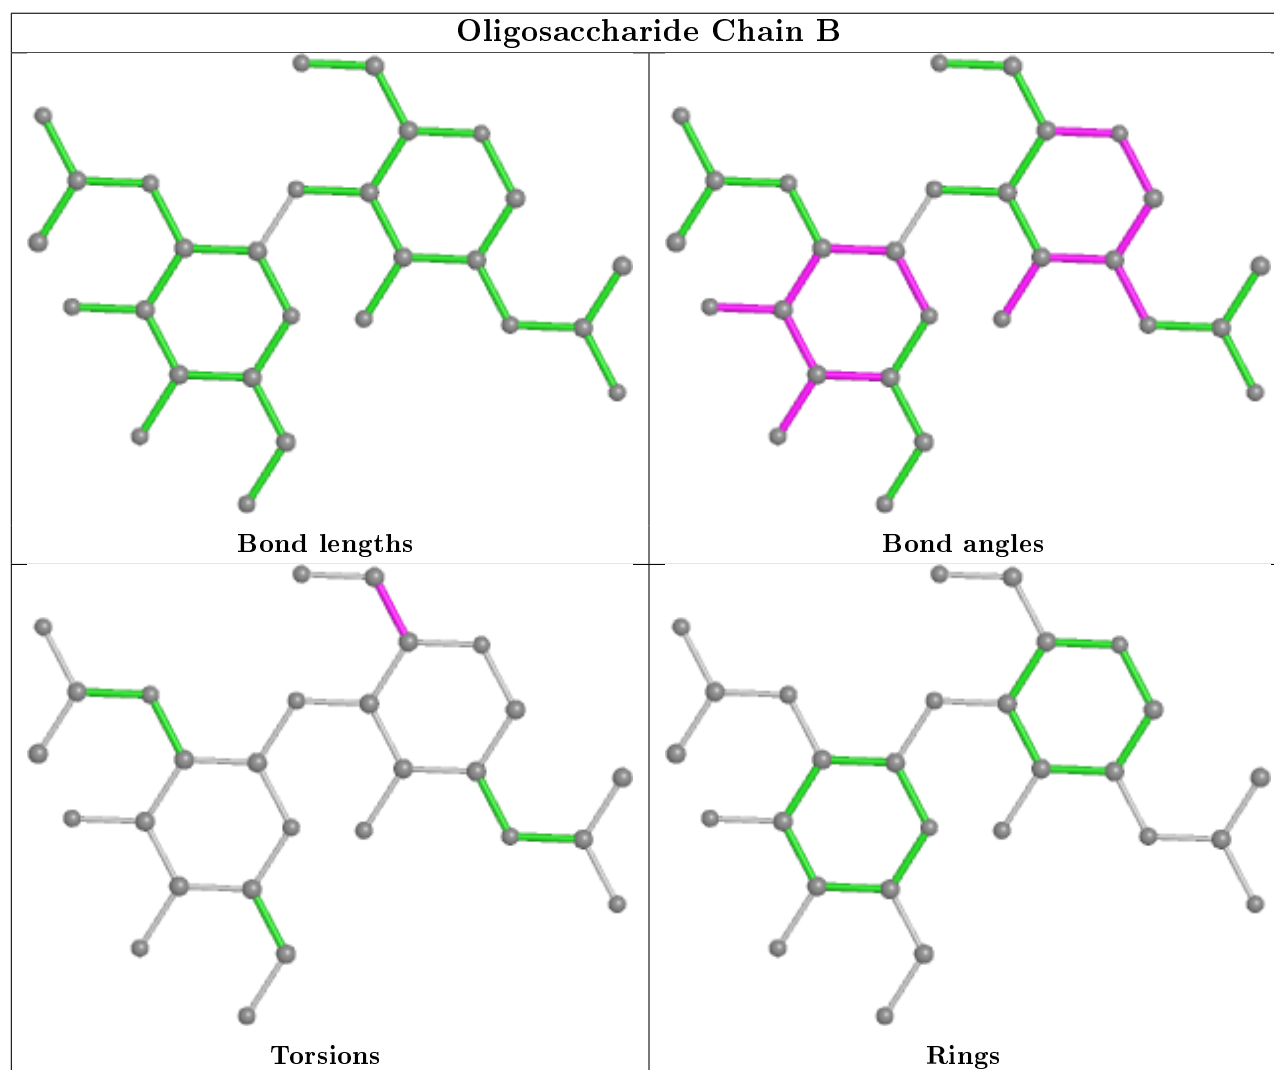 Oligosaccharide Chain B
Bond lengths
Bond angles
Torsions
Rings